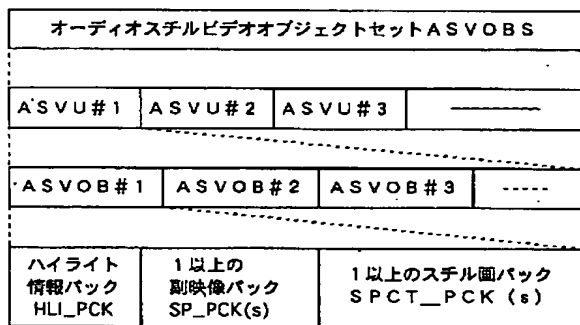 オーディオスチルビデオオブジェクトセットASVOBS
ASVU#1 ASVU#2 ASVU#3
ASVOB#1 ASVOB#2 ASVOB#3
ハイライト
情報パック
HLI_PCK
1以上の
副映像パック
SP_PCK(s)
1以上のスチル画パック
SPCT__PCK (s)